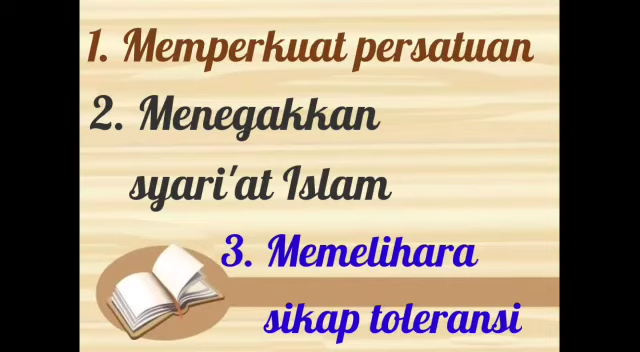 1. Memperkuat persatuan
2. Menegakkan
syari'at Islam
3. Memelihara
sikap toleransi